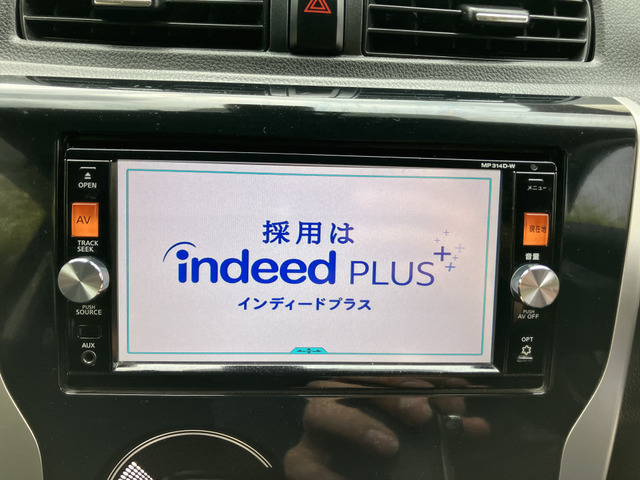 MP314D-W
OPEN
AV
TRACK
SEEK
PUSH
SOURCE
AUX
採用は
indeed PLUS
インディードプラス
メニュー
現在地
音量
PUSH
AV OFF
OPT